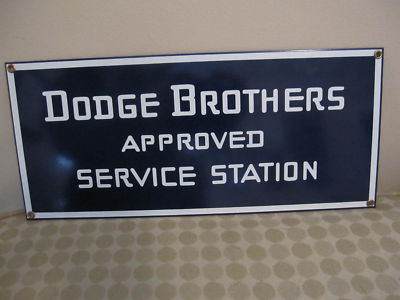 DODGE BROTHERS
APPROVED
SERVICE STATION